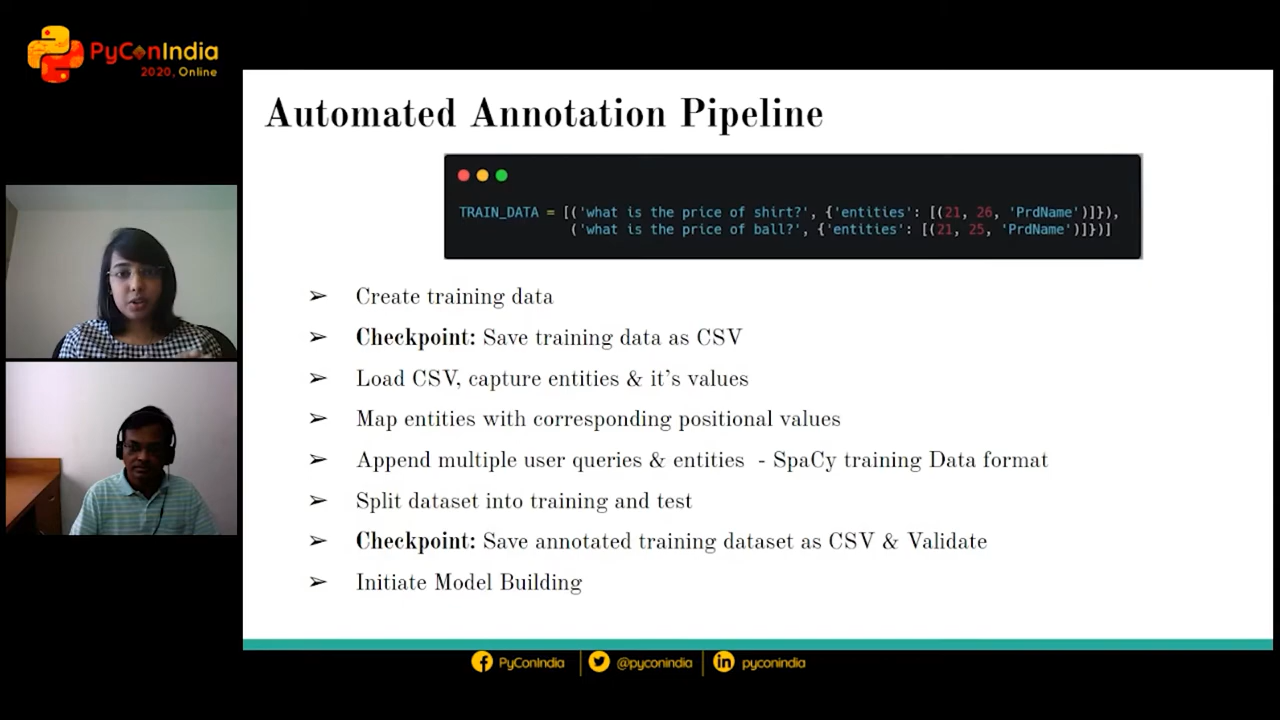 PyConIndia
2020, Online
Automated Annotation Pipeline
TRAIN_DATA = [('what is the price of shirt?', {'entities': [(21, 26, 'PrdName')]}),
('what is the price of ball?', {'entities': [(21, 25, 'PrdName')]})]
➢ Create training data
➢ Checkpoint: Save training data as CSV
➢ Load CSV, capture entities & it's values
➢ Map entities with corresponding positional values
➢ Append multiple user queries & entities - SpaCy training Data format
➢ Split dataset into training and test
➢ Checkpoint: Save annotated training dataset as CSV & Validate
➢ Initiate Model Building
PyConIndia @pyconindia pyconindia